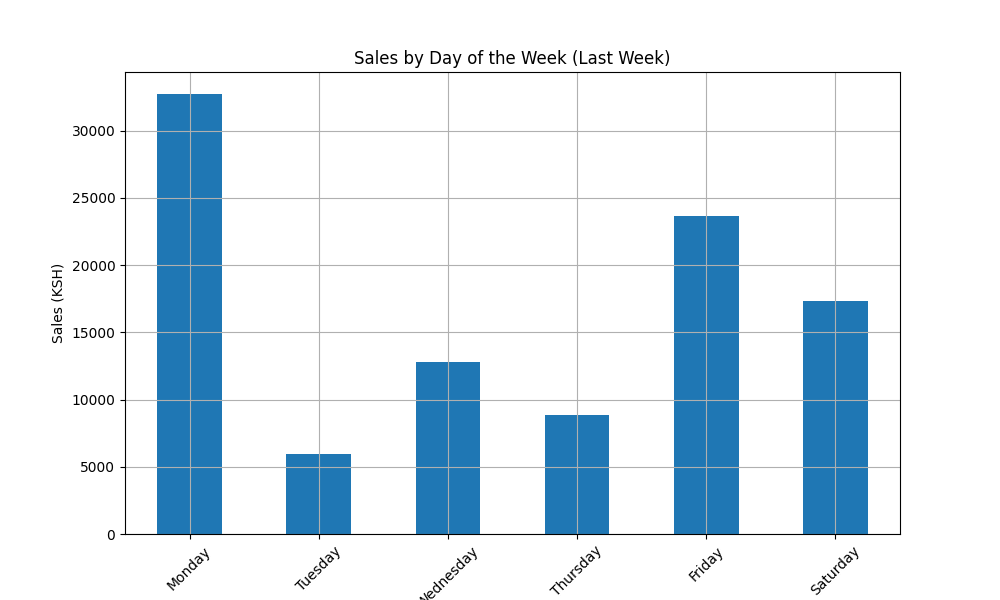 Sales by Day of the Week (Last Week)
Sales (KSH)
30000
25000
20000
15000
10000
5000
0
Monday
Tuesday
Wednesday
Thursday
Friday
Saturday